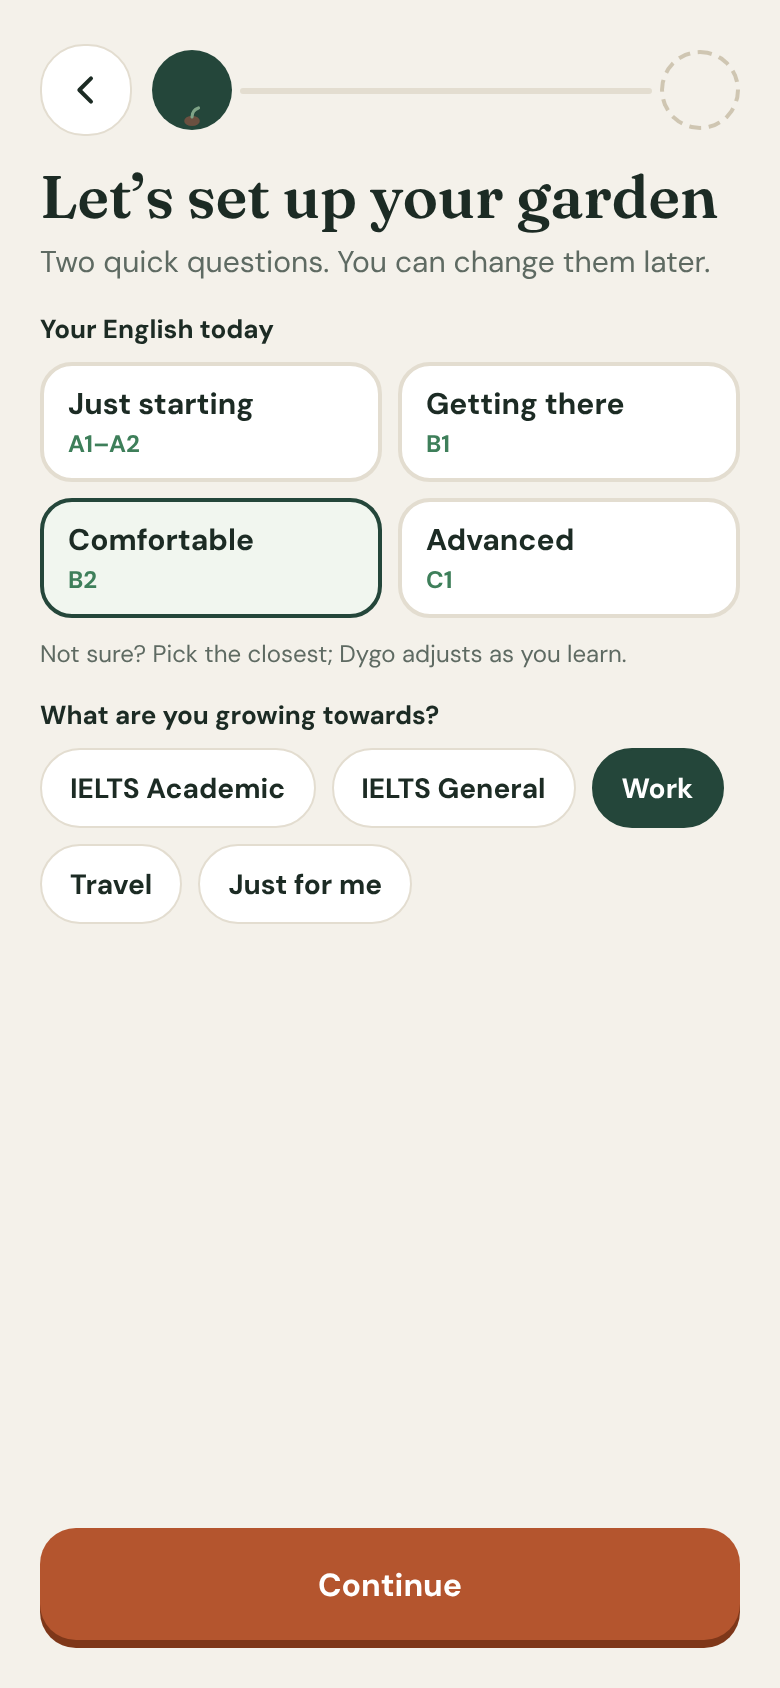 Let’s set up your garden
Two quick questions. You can change them later.
Your English today
Just starting
A1–A2
Getting there
B1
Comfortable
B2
Advanced
C1
Not sure? Pick the closest; Dygo adjusts as you learn.
What are you growing towards?
IELTS Academic
IELTS General
Work
Travel
Just for me
Continue